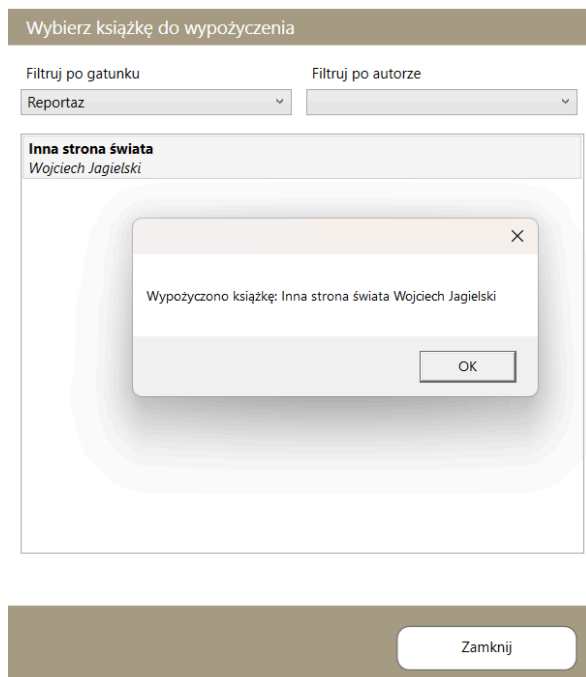 Wybierz książkę do wypożyczenia
Filtruj po gatunku
Filtruj po autorze
Reportaz
Inna strona świata
Wojciech Jagielski
Wypożyczono książkę: Inna strona świata Wojciech Jagielski
OK
Zamknij